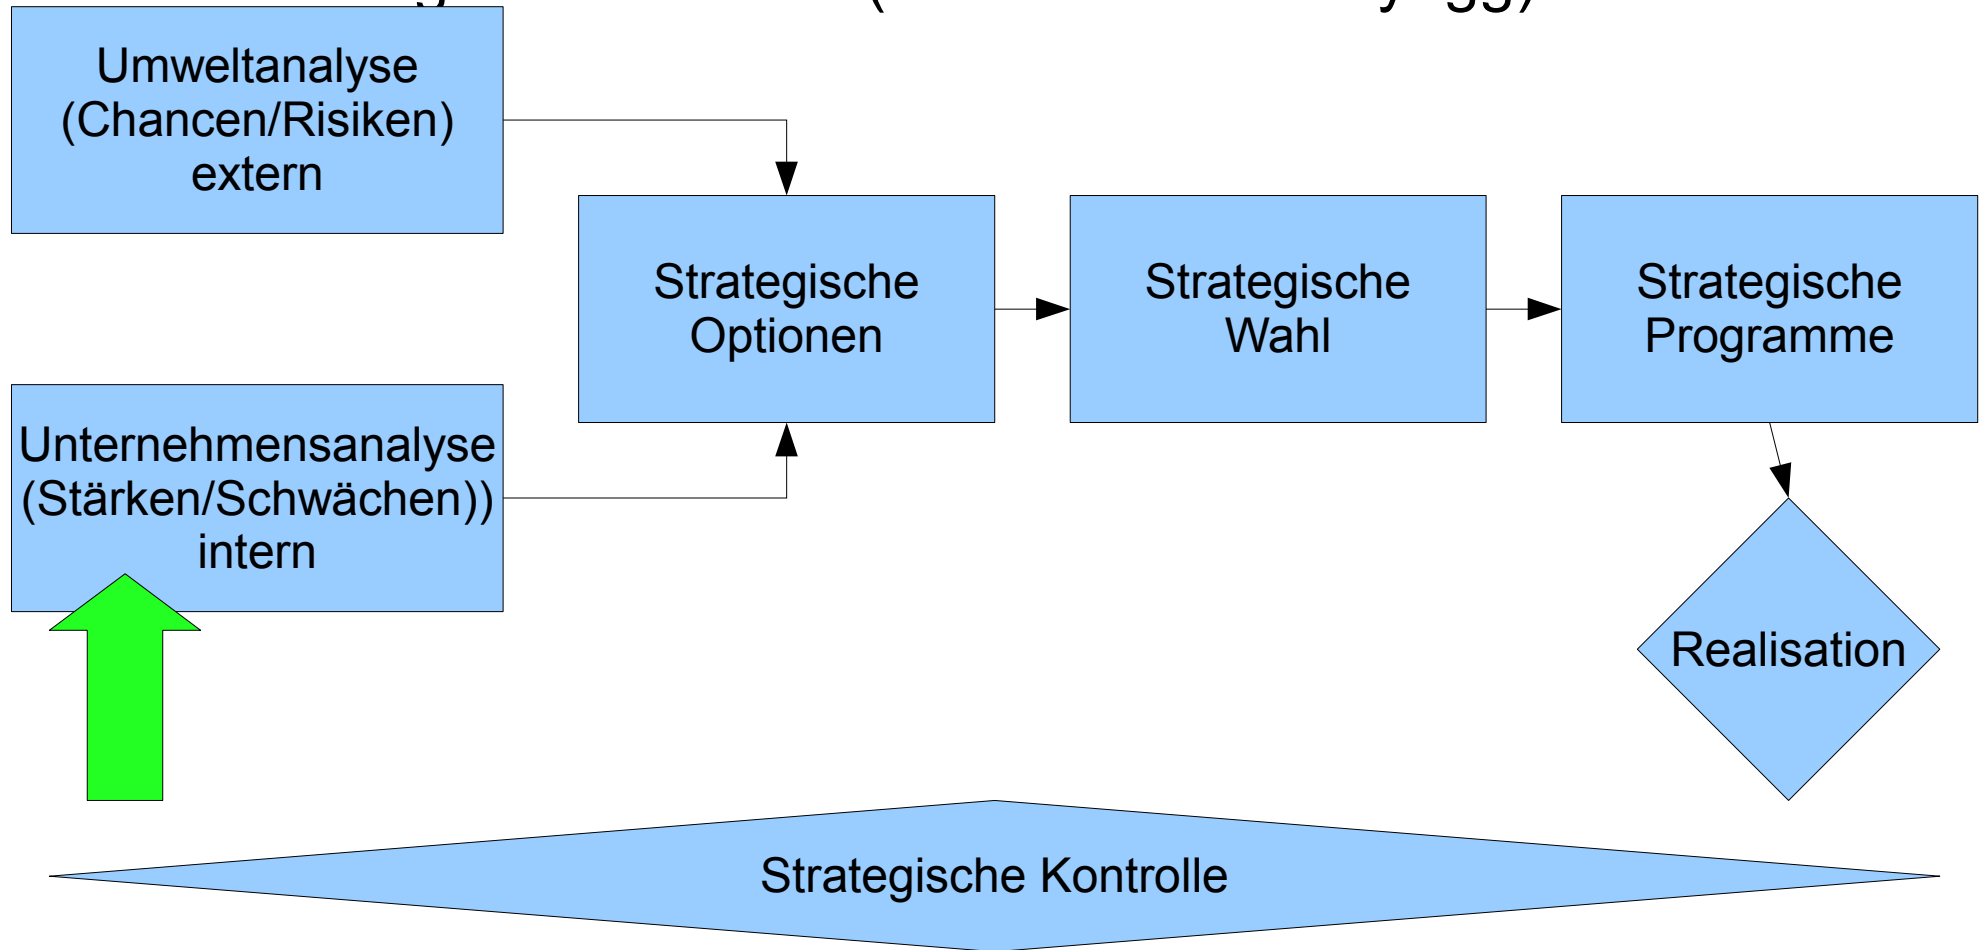 Umweltanalyse
(Chancen/Risiken)
extern
Strategische
Optionen
Strategische
Wahl
Strategische
Programme
Unternehmensanalyse
(Stärken/Schwächen))
intern
Realisation
Strategische Kontrolle